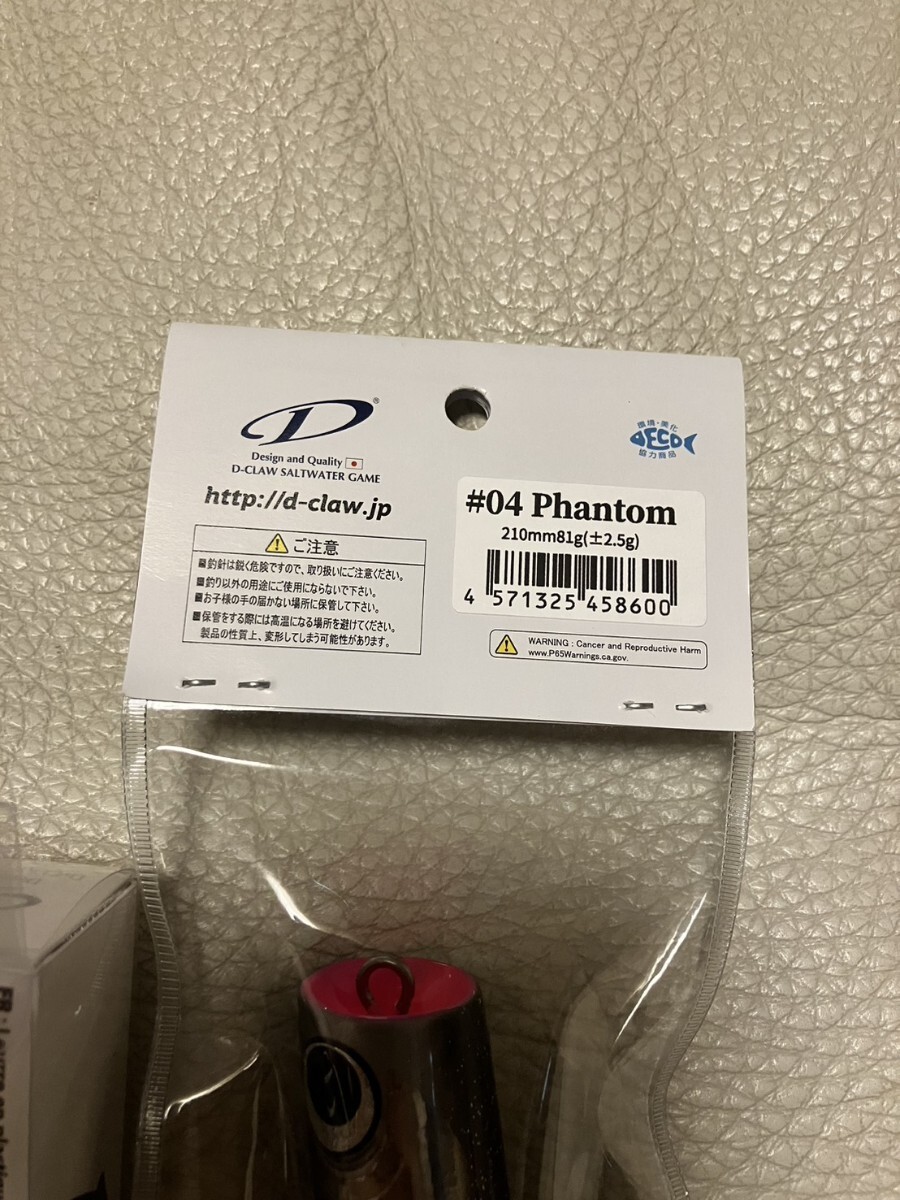 D®
Design and Quality
D-CLAW SALTWATER GAME
http://d-claw.jp
ご注意
■釣針は鋭く危険ですので、取り扱いにご注意ください。
■釣り以外の用途にご使用にならないで下さい。
■お子様の手の届かない場所に保管して下さい。
■保管をする際には高温になる場所を避けてください。
製品の性質上、変形してしまう可能性があります。
環境・美化
ECO
協力商品
#04 Phantom
210mm81g(±2.5g)
4 571325 458600
WARNING : Cancer and Reproductive Harm
www.P65Warnings.ca.gov.